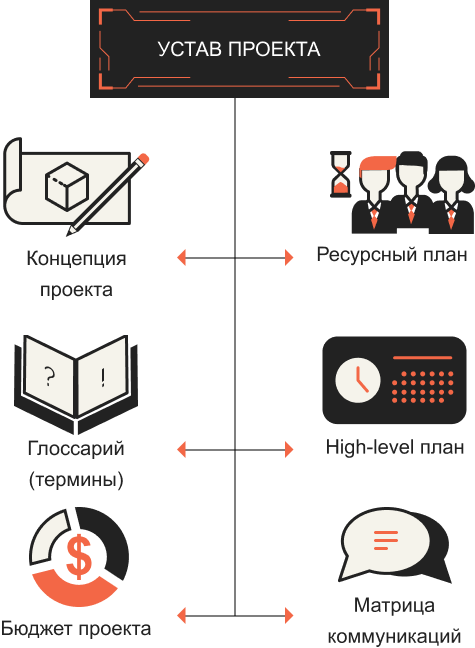 УСТАВ ПРОЕКТА
Концепция
проекта
Ресурсный план
? !
Глоссарий
(термины)
High-level план
$
Бюджет проекта
Матрица
коммуникаций